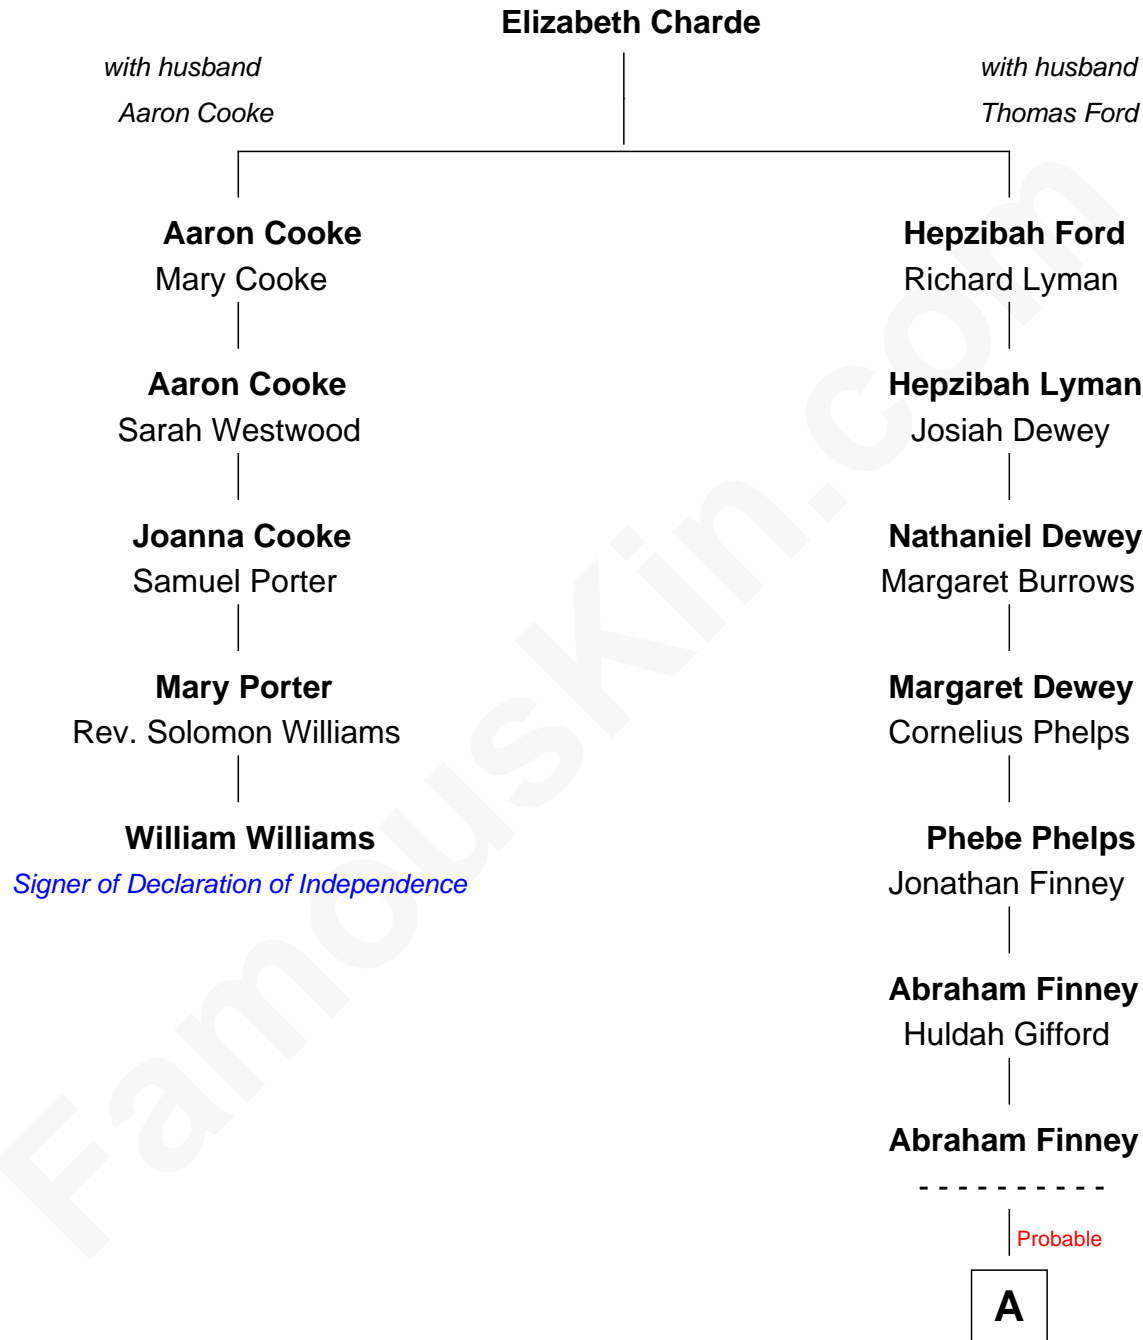 Elizabeth Charde
with husband
Aaron Cooke
with husband
Thomas Ford
Aaron Cooke
Mary Cooke
Hepzibah Ford
Richard Lyman
Aaron Cooke
Sarah Westwood
Hepzibah Lyman
Josiah Dewey
Joanna Cooke
Samuel Porter
Nathaniel Dewey
Margaret Burrows
Mary Porter
Rev. Solomon Williams
Margaret Dewey
Cornelius Phelps
William Williams
Signer of Declaration of Independence
Phebe Phelps
Jonathan Finney
Abraham Finney
Huldah Gifford
Abraham Finney
- - - - - - - - - -
Probable
A
FamousKin.com